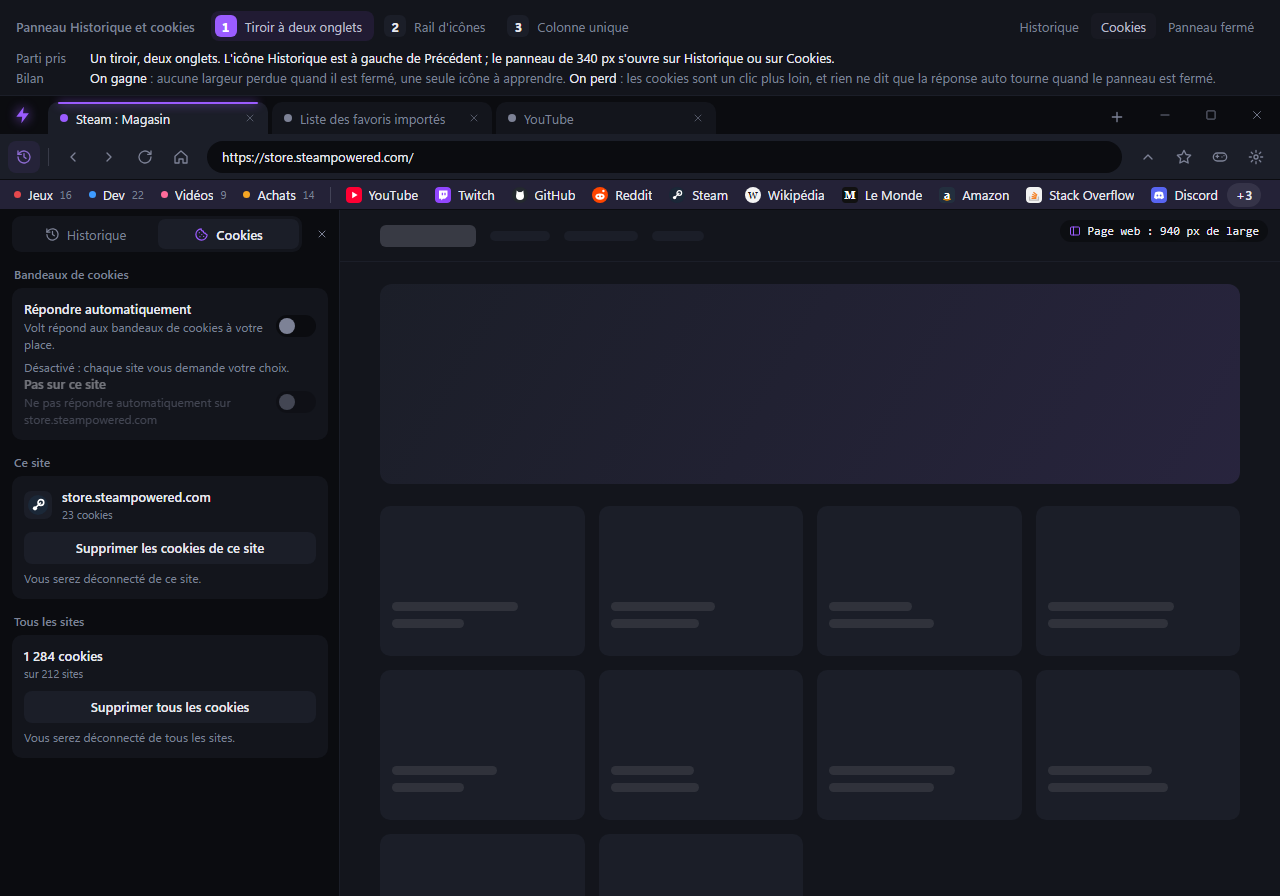 Panneau Historique et cookies 1 Tiroir à deux onglets 2 Rail d'icônes 3 Colonne unique Historique Cookies Panneau fermé
Parti pris Un tiroir, deux onglets. L'icône Historique est à gauche de Précédent ; le panneau de 340 px s'ouvre sur Historique ou sur Cookies.
Bilan On gagne : aucune largeur perdue quand il est fermé, une seule icône à apprendre. On perd : les cookies sont un clic plus loin, et rien ne dit que la réponse auto tourne quand le panneau est fermé.
Steam : Magasin Liste des favoris importés YouTube
https://store.steampowered.com/
Jeux 16 Dev 22 Vidéos 9 Achats 14 YouTube Twitch GitHub Reddit Steam W Wikipédia M Le Monde a Amazon Stack Overflow Discord +3
Historique Cookies
Page web : 940 px de large
Bandeaux de cookies
Répondre automatiquement
Volt répond aux bandeaux de cookies à votre
place.
Désactivé : chaque site vous demande votre choix.
Pas sur ce site
Ne pas répondre automatiquement sur
store.steampowered.com
Ce site
store.steampowered.com
23 cookies
Supprimer les cookies de ce site
Vous serez déconnecté de ce site.
Tous les sites
1 284 cookies
sur 212 sites
Supprimer tous les cookies
Vous serez déconnecté de tous les sites.